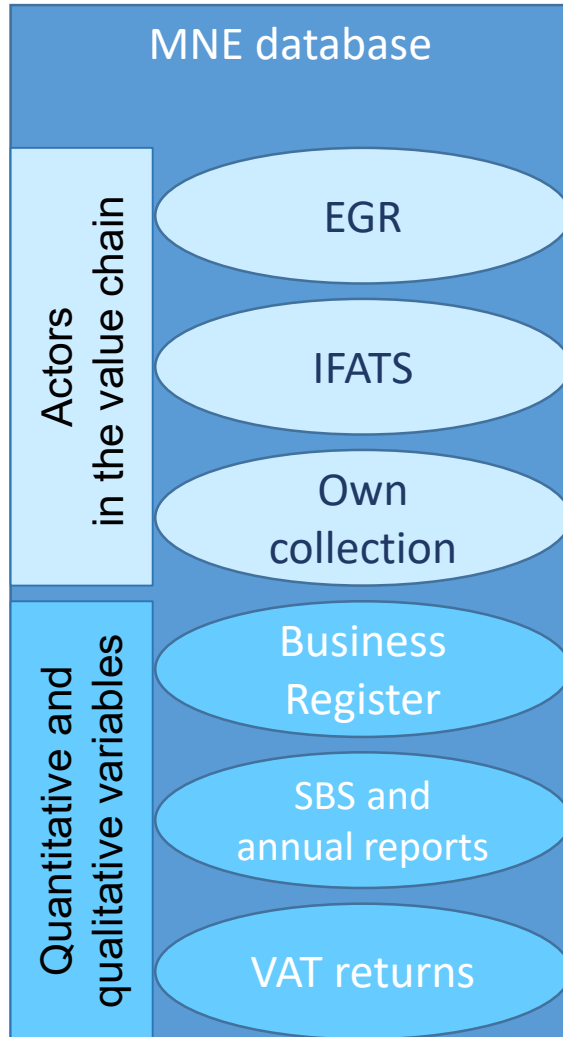 MNE database
Actors
in the value chain
EGR
IFATS
Own
collection
Quantitative and
qualitative variables
Business
Register
SBS and
annual reports
VAT returns